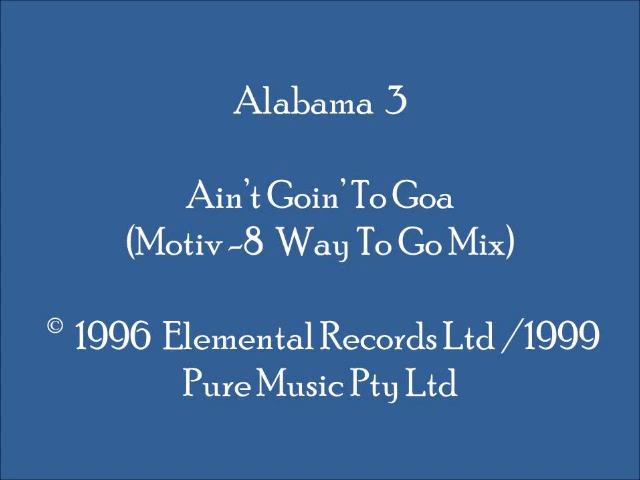 Alabama 3
Ain't Goin' To Goa
(Motiv-8 Way To Go Mix)
© 1996 Elemental Records Ltd /1999
Pure Music Pty Ltd